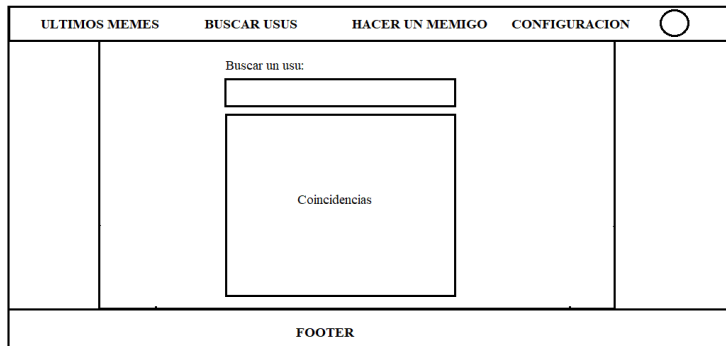 ULTIMOS MEMES BUSCAR USUS HACER UN MEMIGO CONFIGURACION
Buscar un usu:
Coincidencias
FOOTER